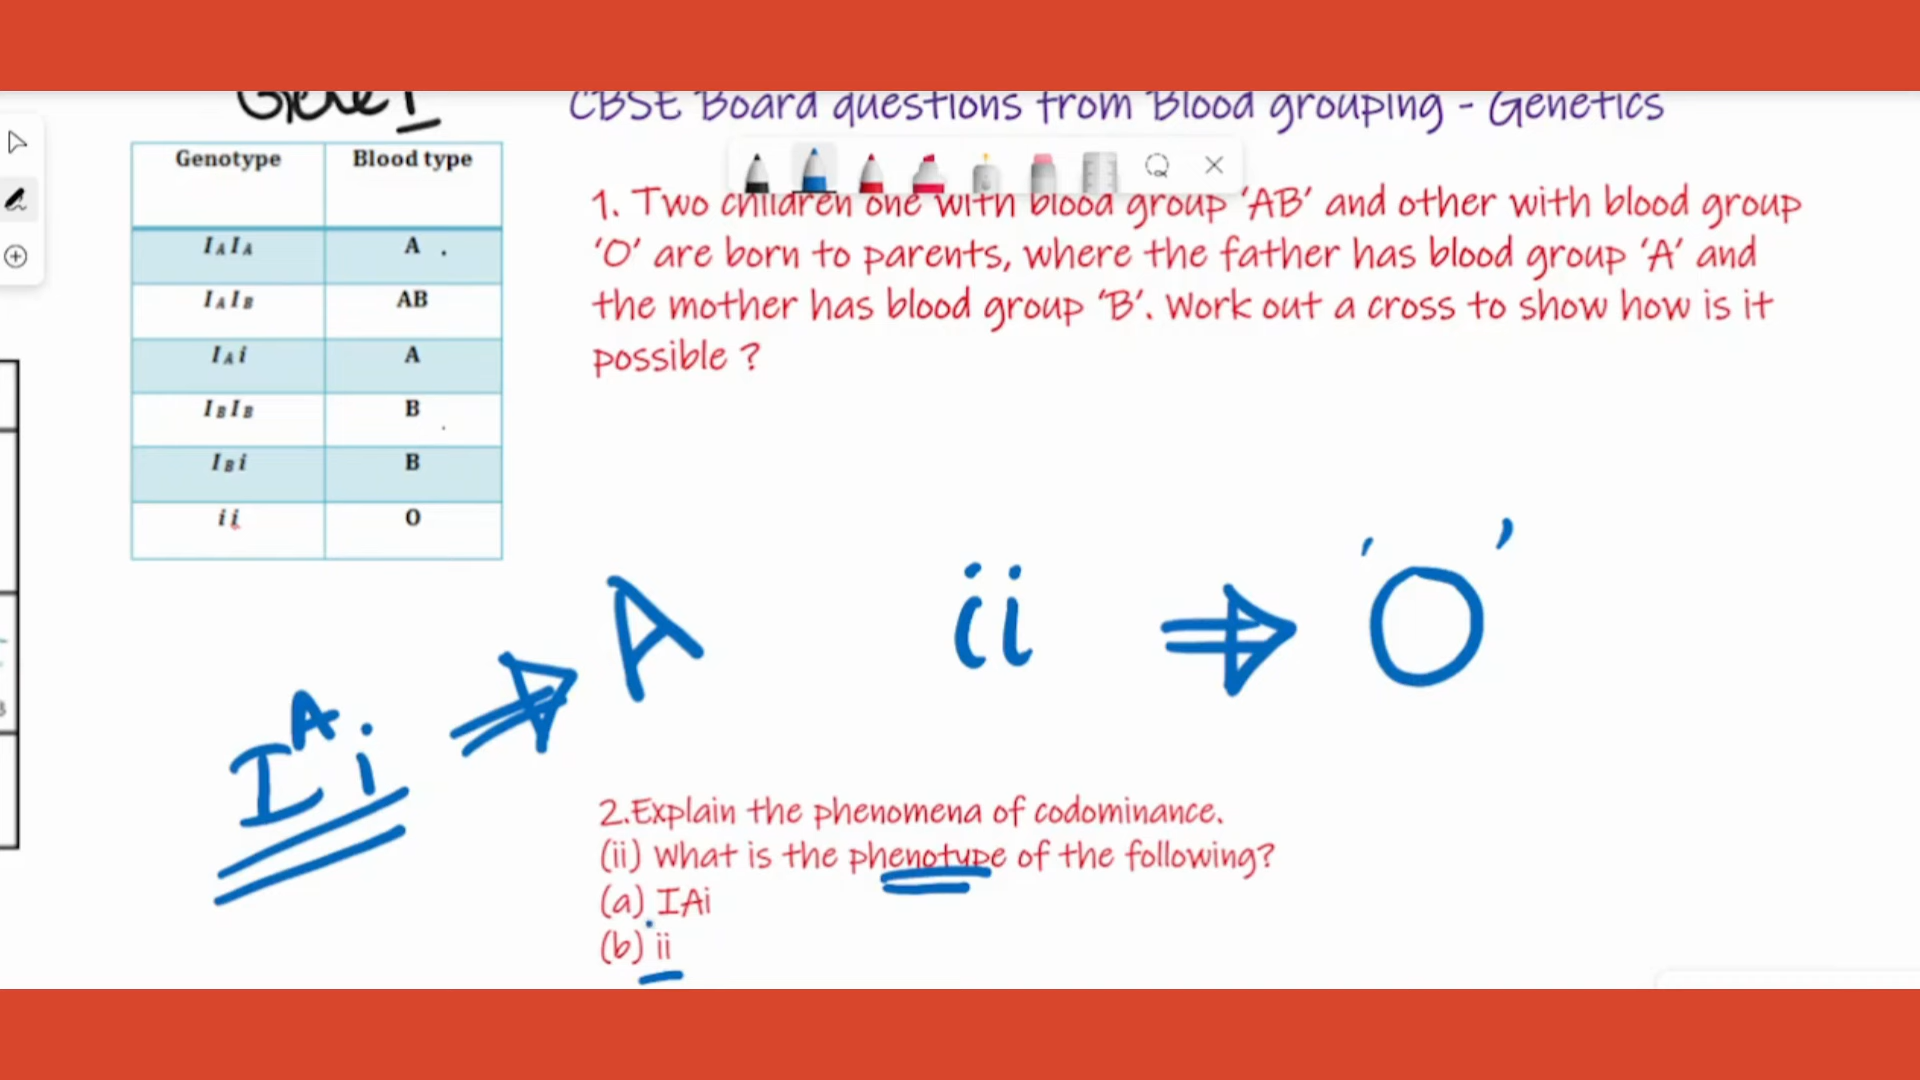 Gene I
CBSE Board questions from Blood grouping - Genetics
Genotype Blood type
IAIA A
IAIB AB
IAi A
IBIB B
IBi B
ii O
1. Two children one with blood group 'AB' and other with blood group
'O' are born to parents, where the father has blood group 'A' and
the mother has blood group 'B'. Work out a cross to show how is it
possible ?
ii ⇒ 'O'
IAi ⇒ A
2.Explain the phenomena of codominance.
(ii) What is the phenotype of the following?
(a) IAi
(b) ii